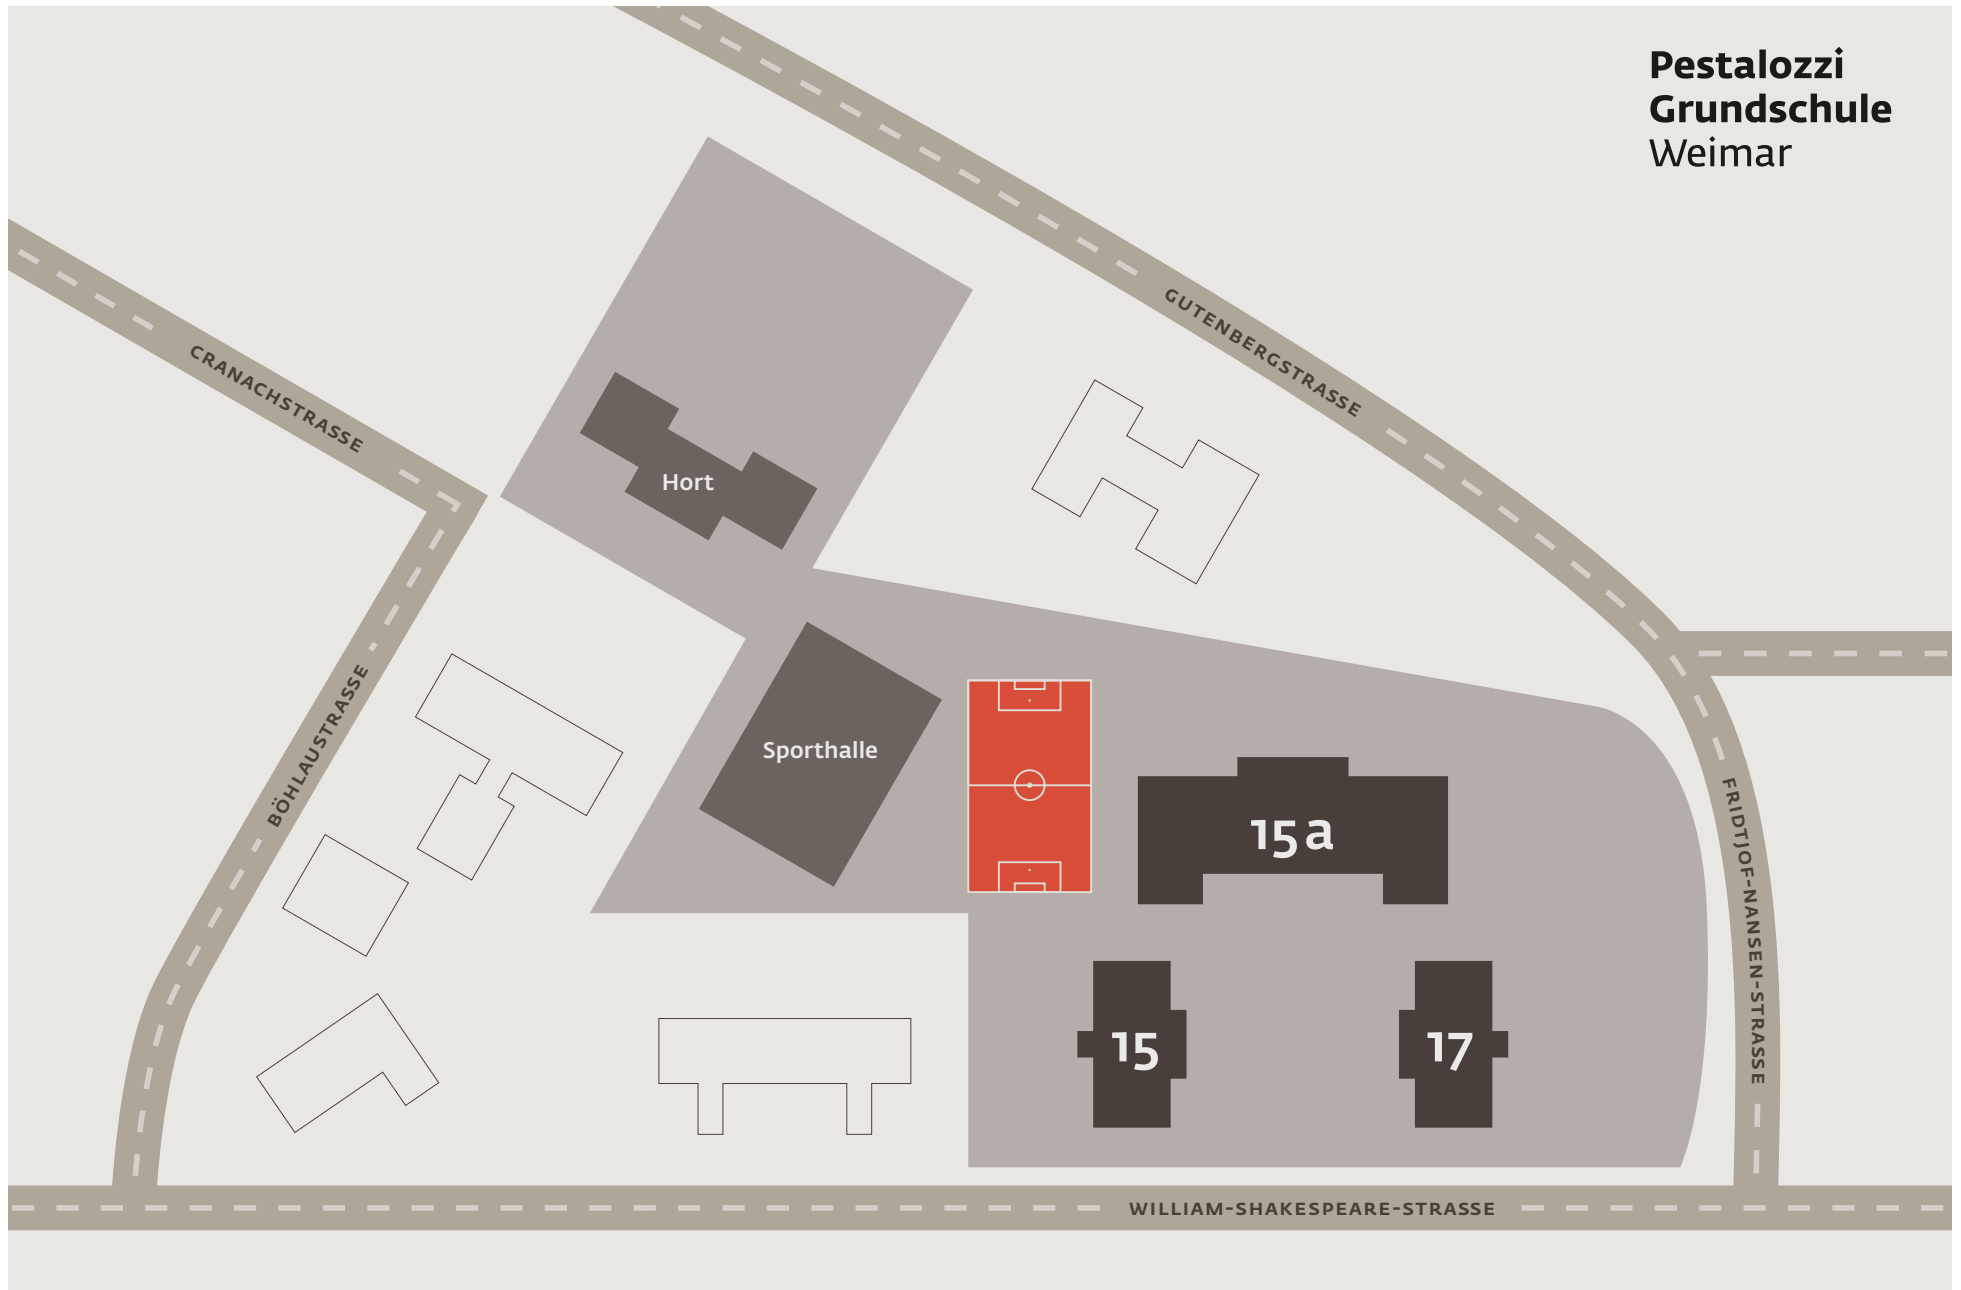 Pestalozzi
Grundschule
Weimar
GUTENBERGSTRASSE
CRANACHSTRASSE
Hort
BÖHLAUSTRASSE
Sporthalle
15a
FRIDTJOF-NANSEN-STRASSE
15
17
WILLIAM-SHAKESPEARE-STRASSE